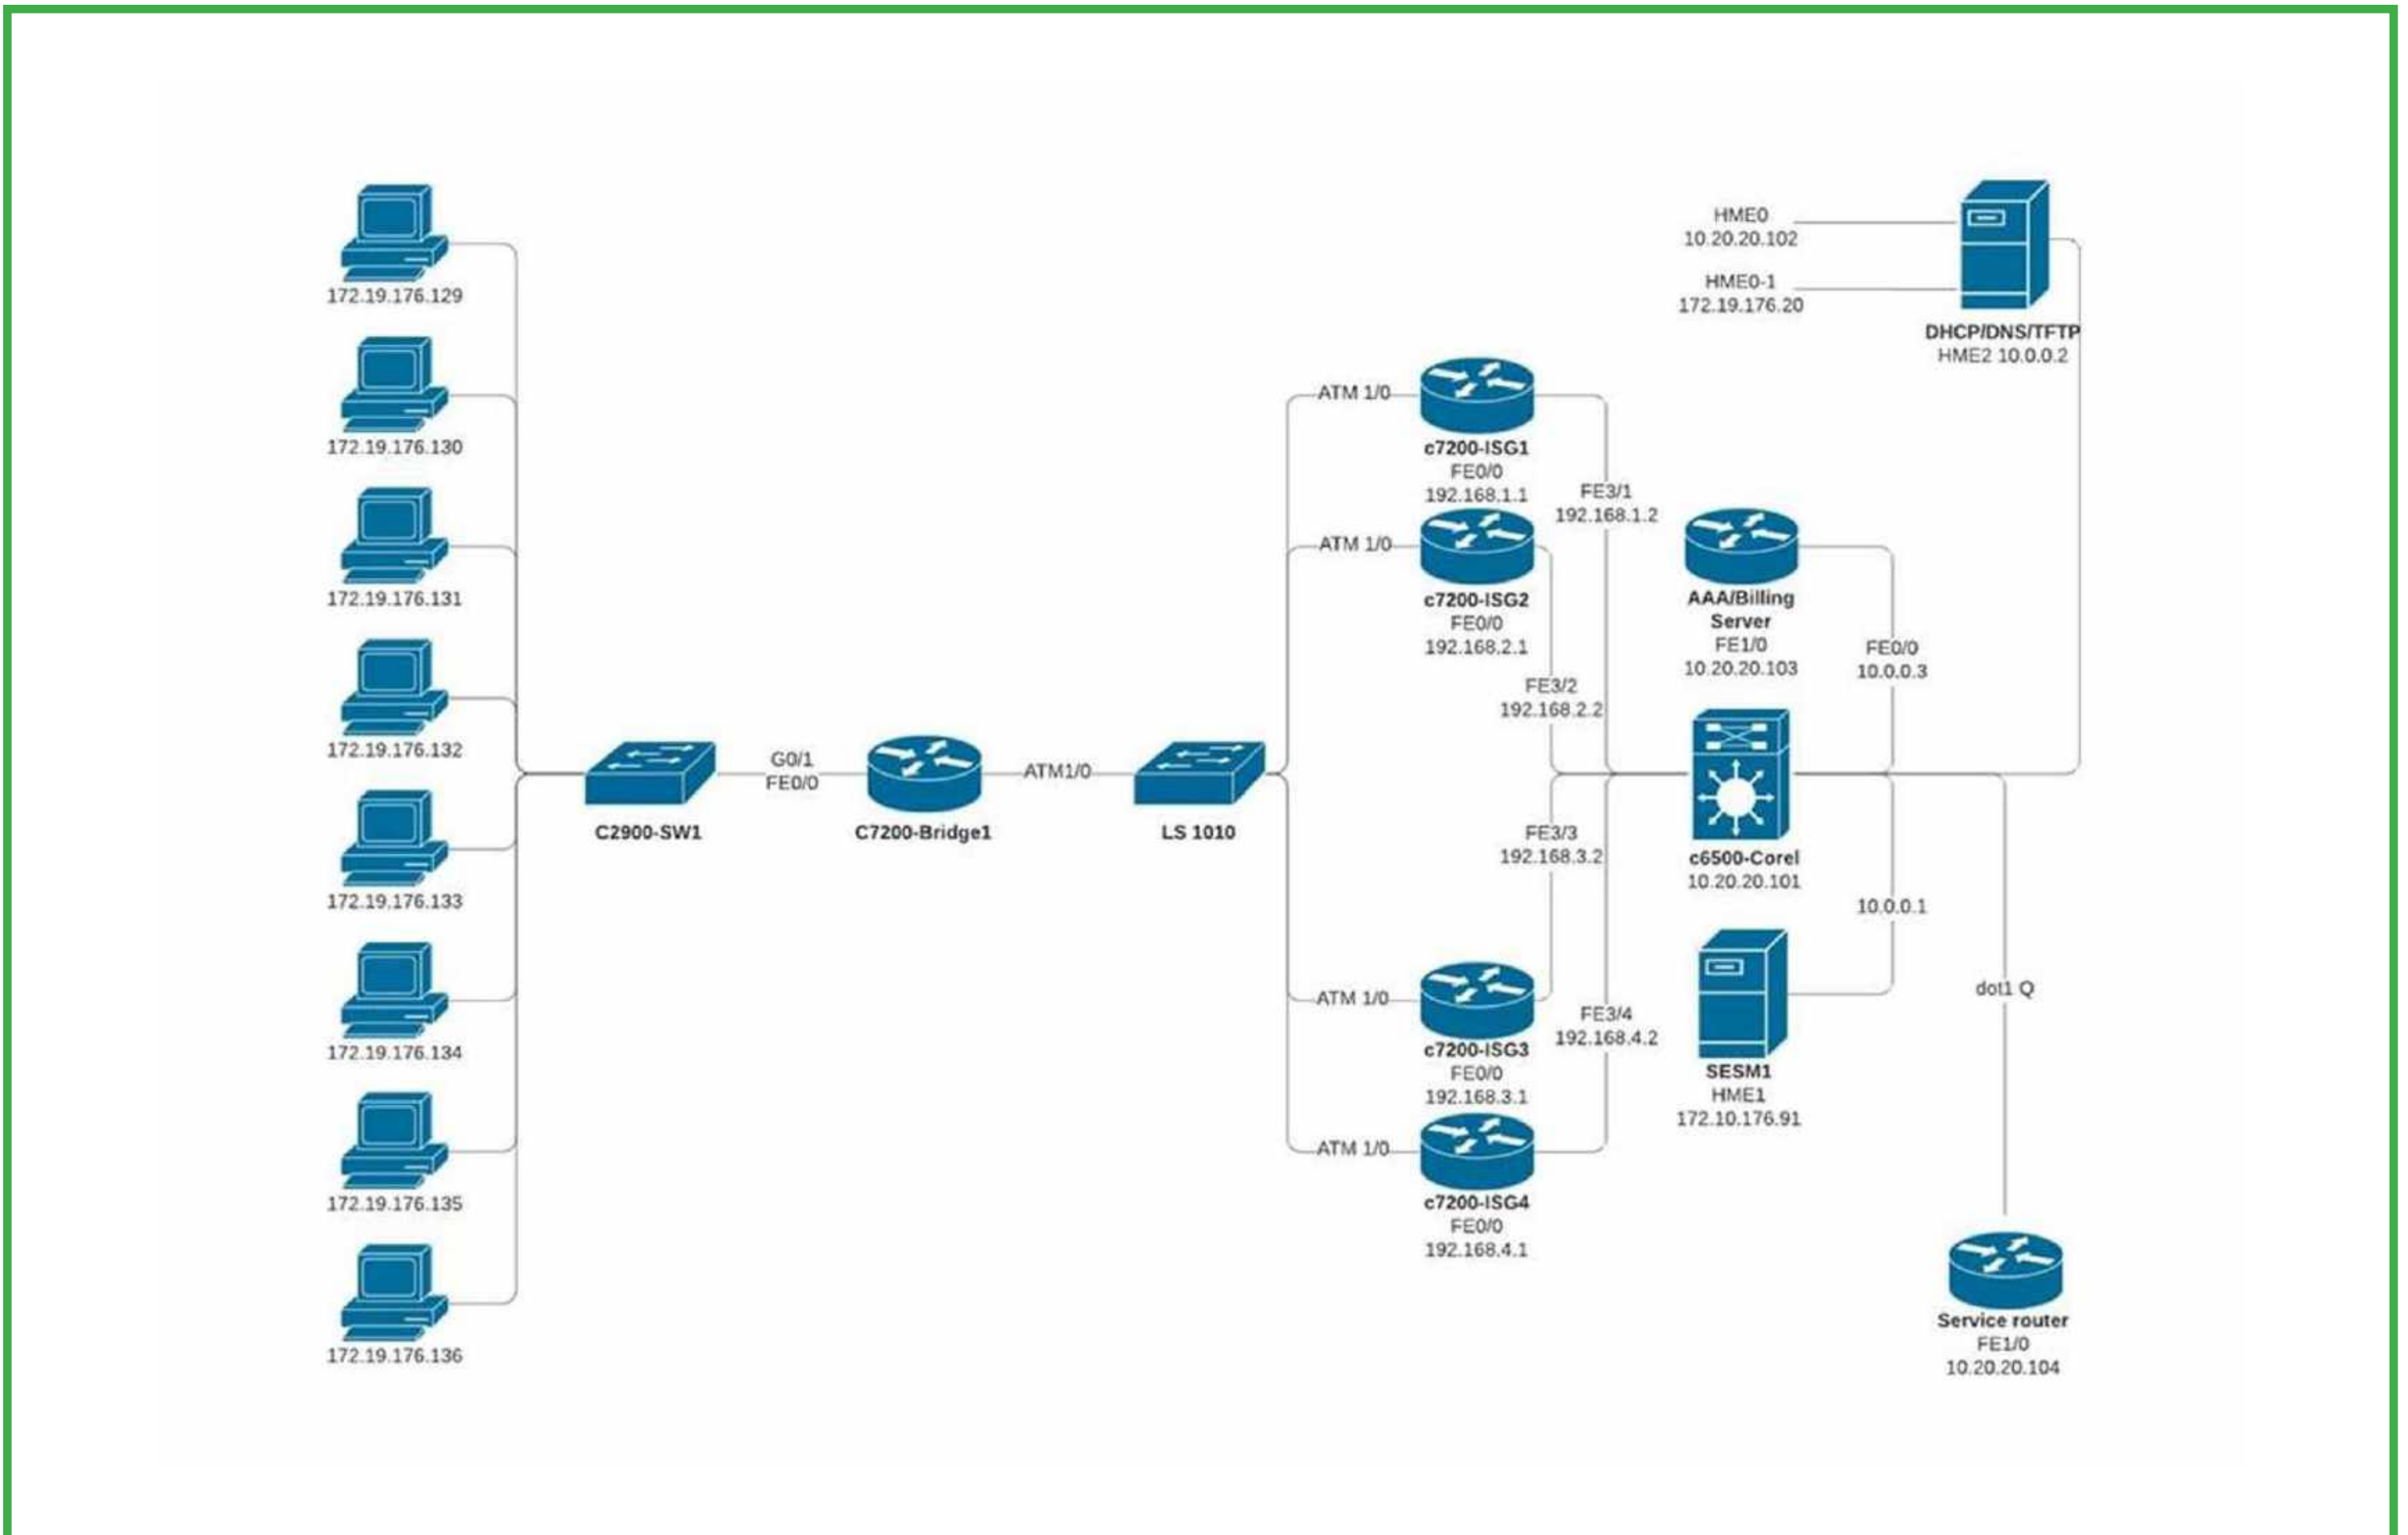 172.19.176.129
172.19.176.130
172.19.176.131
172.19.176.132
172.19.176.133
172.19.176.134
172.19.176.135
172.19.176.136
C2900-SW1
G0/1
FE0/0
C7200-Bridge1
ATM1/0
LS 1010
ATM 1/0
c7200-ISG1
FE0/0
192.168.1.1
ATM 1/0
c7200-ISG2
FE0/0
192.168.2.1
ATM 1/0
c7200-ISG3
FE0/0
192.168.3.1
ATM 1/0
c7200-ISG4
FE0/0
192.168.4.1
FE3/1
192.168.1.2
FE3/2
192.168.2.2
FE3/3
192.168.3.2
FE3/4
192.168.4.2
HME0
10.20.20.102
HME0-1
172.19.176.20
DHCP/DNS/TFTP
HME2 10.0.0.2
AAA/Billing
Server
FE1/0
10.20.20.103
FE0/0
10.0.0.3
c6500-Corel
10.20.20.101
10.0.0.1
SESM1
HME1
172.10.176.91
dot1 Q
Service router
FE1/0
10.20.20.104